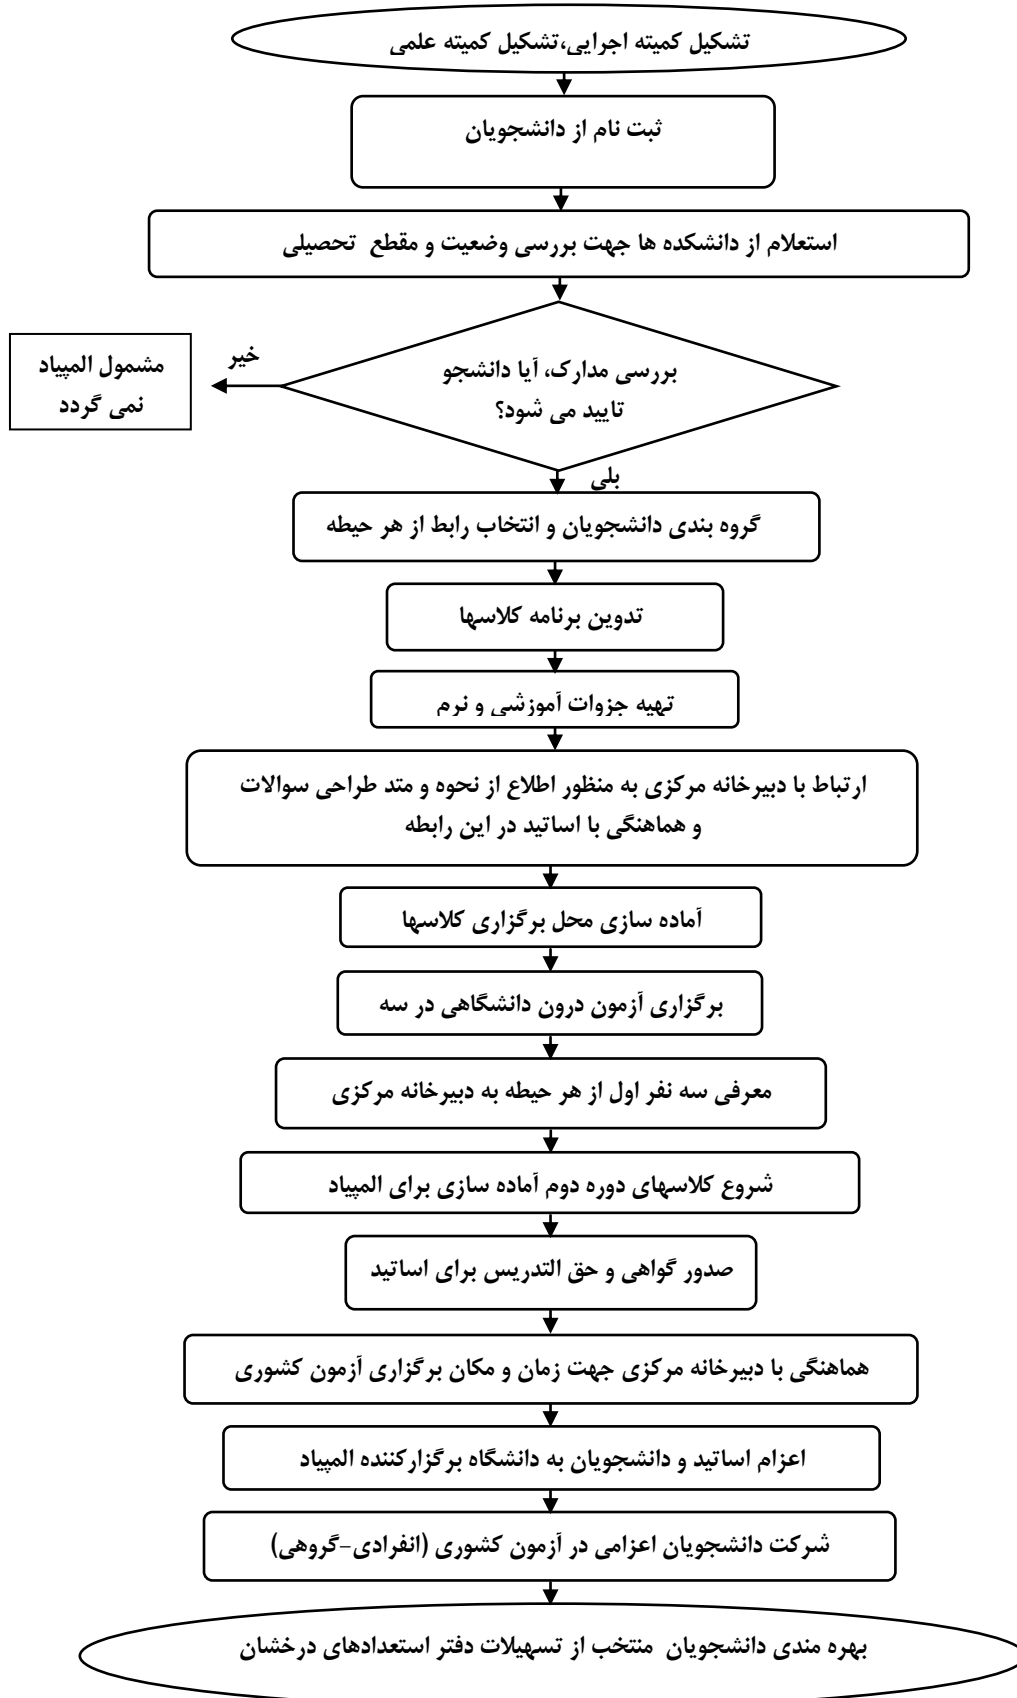 تشکیل کمیته اجرایی،تشکیل کمیته علمی
ثبت نام از دانشجویان
استعلام از دانشکده ها جهت بررسی وضعیت و مقطع تحصیلی
بررسی مدارک، آیا دانشجو
تایید می شود؟
خیر
مشمول المپیاد
نمی گردد
بلی
گروه بندی دانشجویان و انتخاب رابط از هر حیطه
تدوین برنامه کلاسها
تهیه جزوات آموزشی و نرم
ارتباط با دبیرخانه مرکزی به منظور اطلاع از نحوه و متد طراحی سوالات
و هماهنگی با اساتید در این رابطه
آماده سازی محل برگزاری کلاسها
برگزاری آزمون درون دانشگاهی در سه
معرفی سه نفر اول از هر حیطه به دبیرخانه مرکزی
شروع کلاسهای دوره دوم آماده سازی برای المپیاد
صدور گواهی و حق التدریس برای اساتید
هماهنگی با دبیرخانه مرکزی جهت زمان و مکان برگزاری آزمون کشوری
اعزام اساتید و دانشجویان به دانشگاه برگزارکننده المپیاد
شرکت دانشجویان اعزامی در آزمون کشوری (انفرادی-گروهی)
بهره مندی دانشجویان منتخب از تسهیلات دفتر استعدادهای درخشان